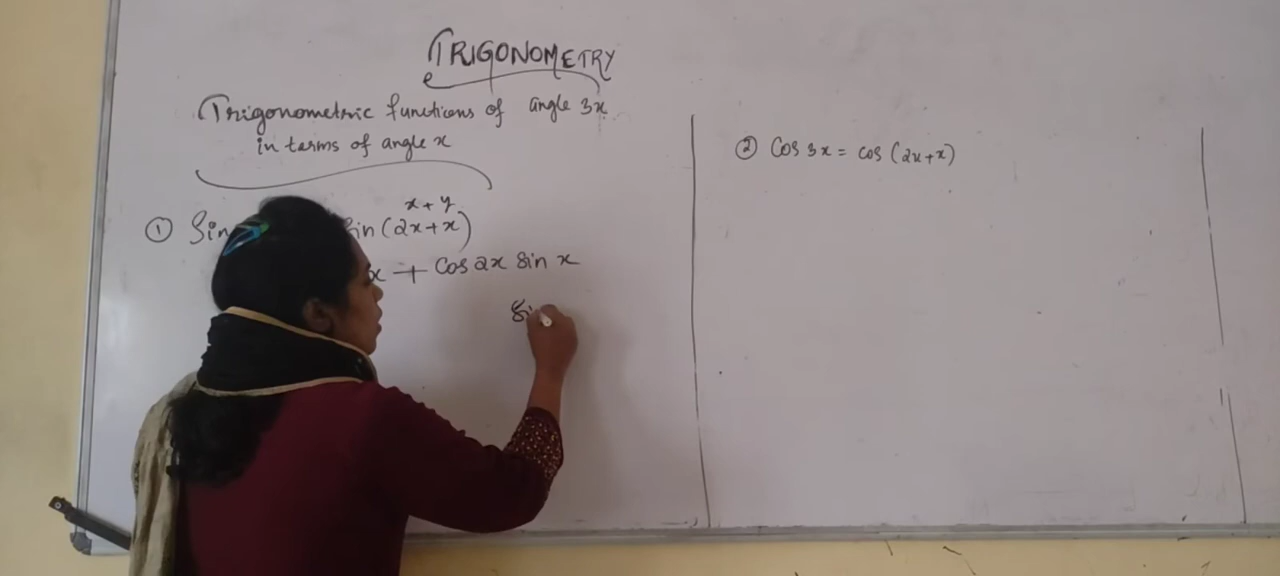 TRIGONOMETRY
Trigonometric functions of angle 3x
in terms of angle x
x + y
① Sin in (2x+x)
x + Cos 2x Sin x
Si
② Cos 3x = cos (2x+x)